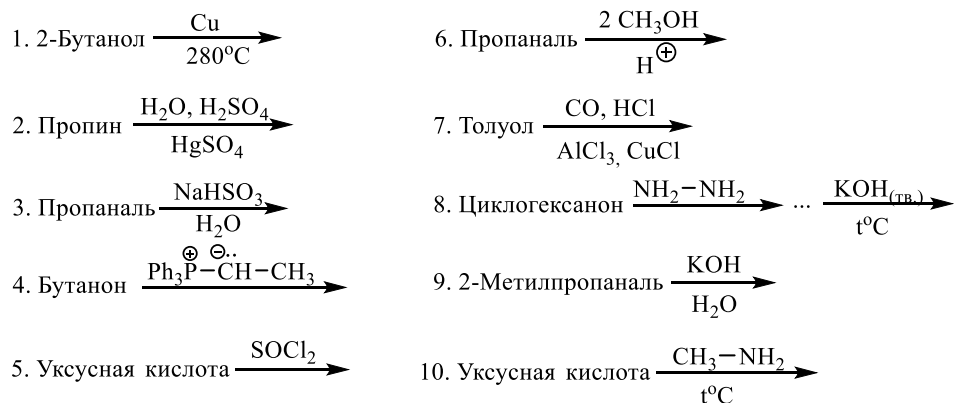 1. 2-Бутанол Cu 280°C
2. Пропин H₂O, H₂SO₄ HgSO₄
3. Пропаналь NaHSO₃ H₂O
4. Бутанон Ph₃P⊕–CH⊖··–CH₃
5. Уксусная кислота SOCl₂
6. Пропаналь 2 CH₃OH H⊕
7. Толуол CO, HCl AlCl₃, CuCl
8. Циклогексанон NH₂–NH₂ ... KOH(тв.) t°C
9. 2-Метилпропаналь KOH H₂O
10. Уксусная кислота CH₃–NH₂ t°C